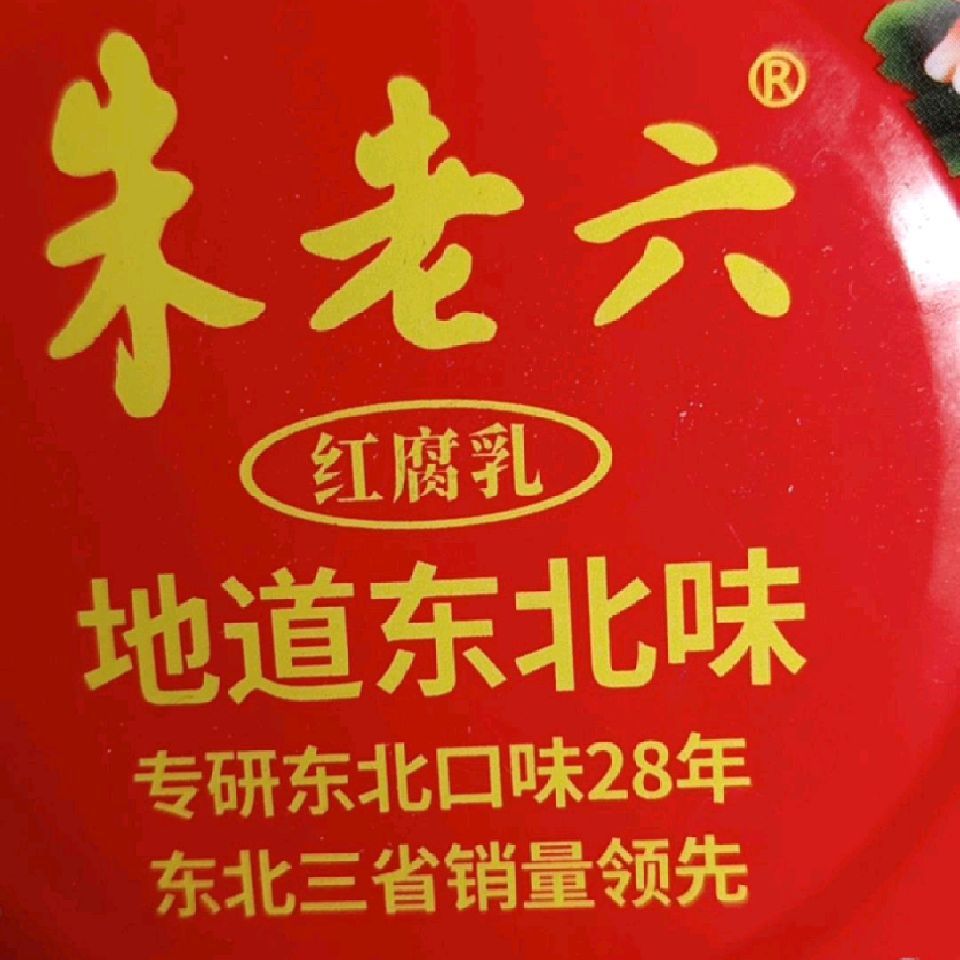 朱老六®
红腐乳
地道东北味
专研东北口味28年
东北三省销量领先